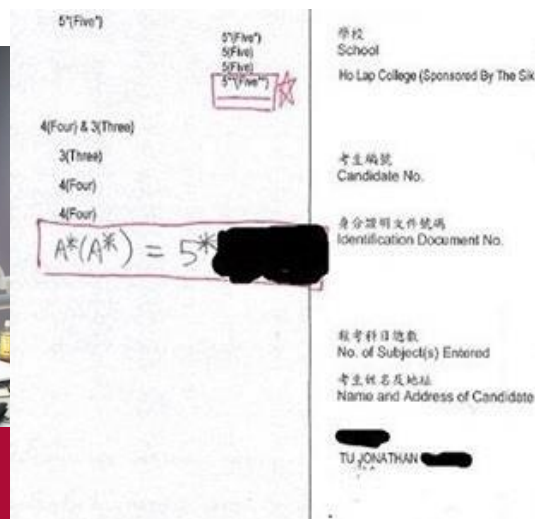 5*(Five*)
5*(Five*)
5(Five)
5(Five)
5**(Five**)
4(Four) & 3(Three)
3(Three)
4(Four)
4(Four)
A*(A*) = 5*
學校
School
Ho Lap College (Sponsored By The Sik
考生編號
Candidate No.
身分證明文件號碼
Identification Document No.
報考科目總數
No. of Subject(s) Entered
考生姓名及地址
Name and Address of Candidate
TU JONATHAN